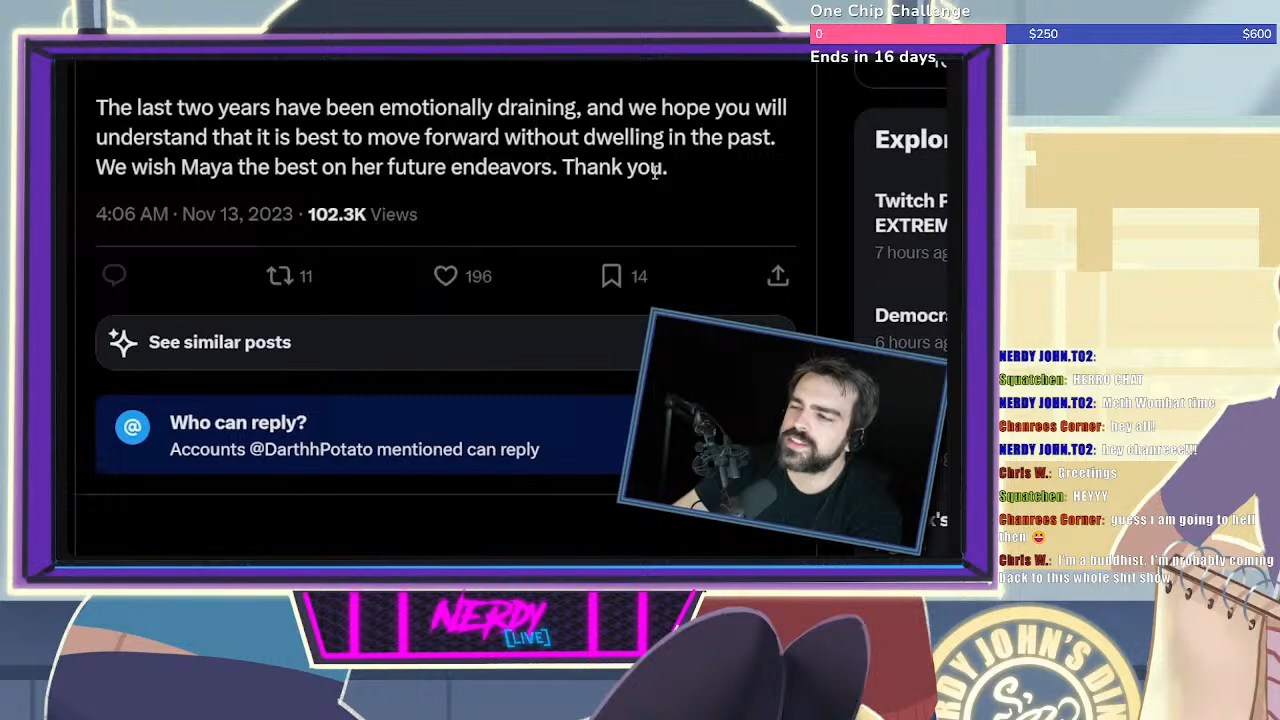 One Chip Challenge
0 $250 $600
Ends in 16 days
The last two years have been emotionally draining, and we hope you will
understand that it is best to move forward without dwelling in the past.
We wish Maya the best on her future endeavors. Thank you.
4:06 AM · Nov 13, 2023 · 102.3K Views
11 196 14
See similar posts
@ Who can reply?
Accounts @DarthhPotato mentioned can reply
Explo
Twitch
EXTREM
7 hours ag
Democra
6 hours ag
NERDY JOHN.TO2:
Squatchen: HERRO CHAT
NERDY JOHN.TO2: Meth Wombat time
Chanrees Corner: hey all!
NERDY JOHN.TO2: hey chanreee!!!
Chris W.: Greetings
Squatchen: HEYYY
Chanrees Corner: guess i am going to hell
then 😆
Chris W.: I'm a buddhist. I'm probably coming
back to this whole shit show
NERDY
[LIVE]
RDY JOHN'S DIN